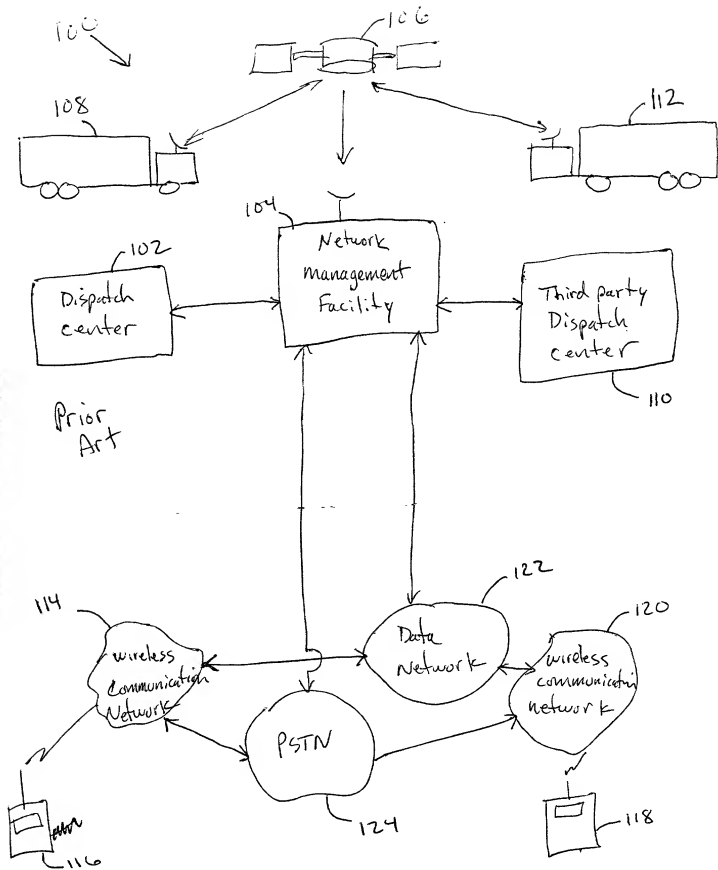 100
106
108
112
104
Network
management
Facility
102
Dispatch
center
Third party
Dispatch
center
110
Prior
Art
122
114
120
Data
Network
wireless
Communication
Network
wireless
communication
network
PSTN
124
118
116